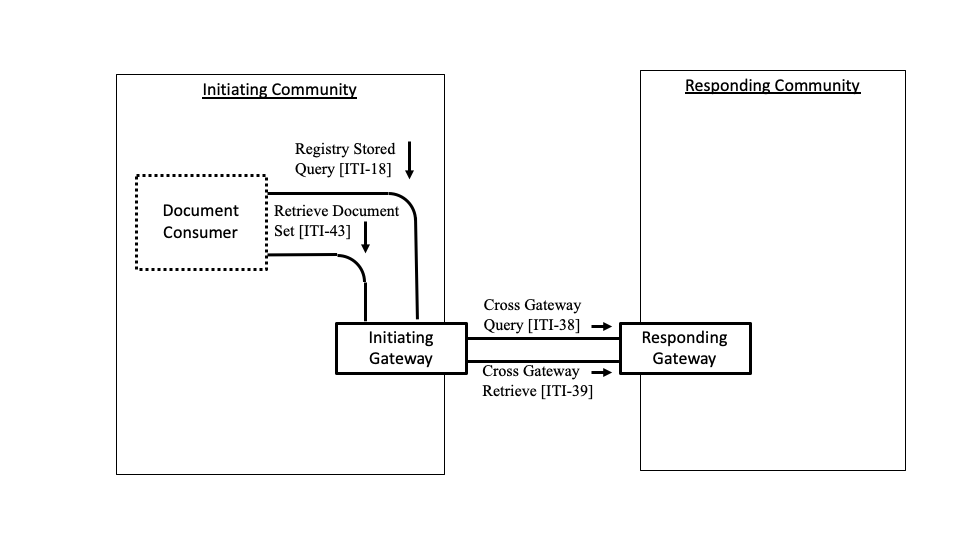 Initiating Community
Responding Community
Registry Stored
Query [ITI-18]
Document
Consumer
Retrieve Document
Set [ITI-43]
Cross Gateway
Query [ITI-38]
Initiating
Gateway
Responding
Gateway
Cross Gateway
Retrieve [ITI-39]